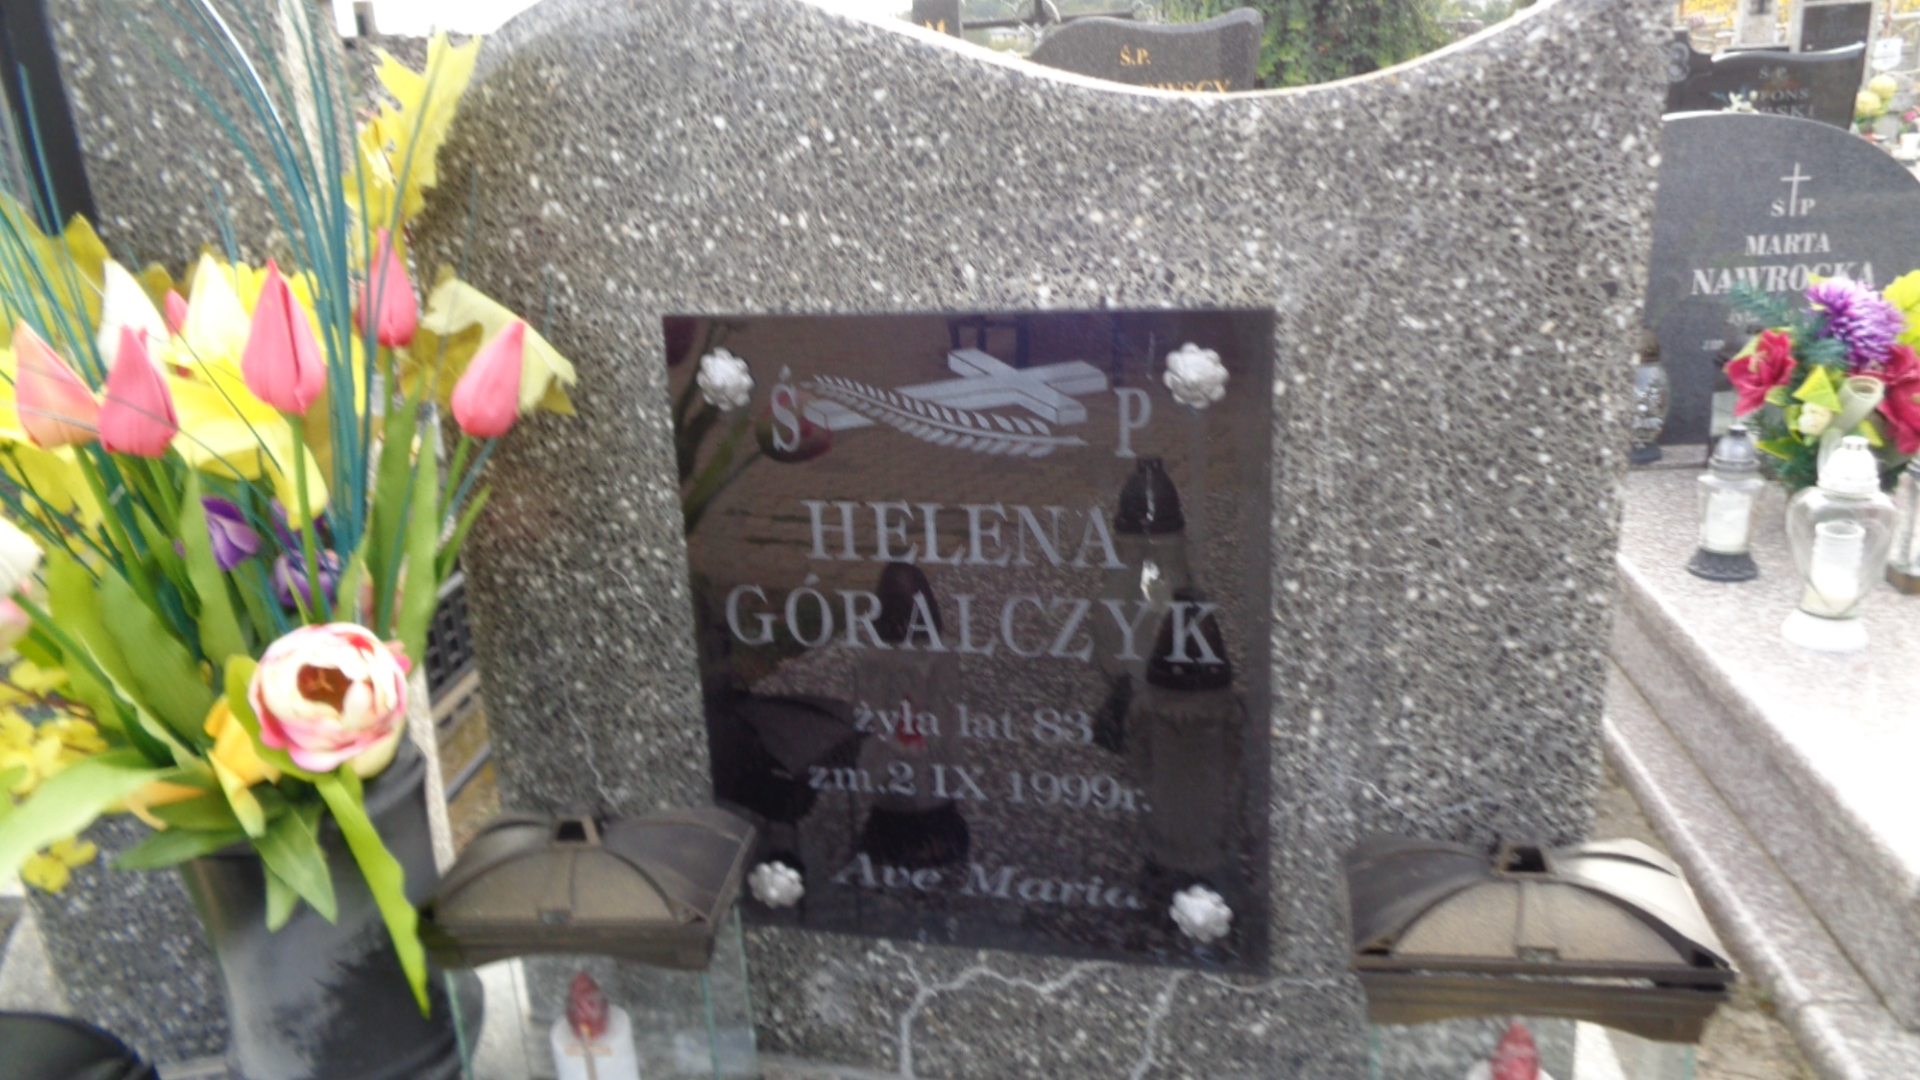 Ś P
HELENA
GÓRALCZYK
żyła lat 83
zm.2 IX 1999r.
Ave Maria
Ś.P.
S P
MARTA
NAWROCKA